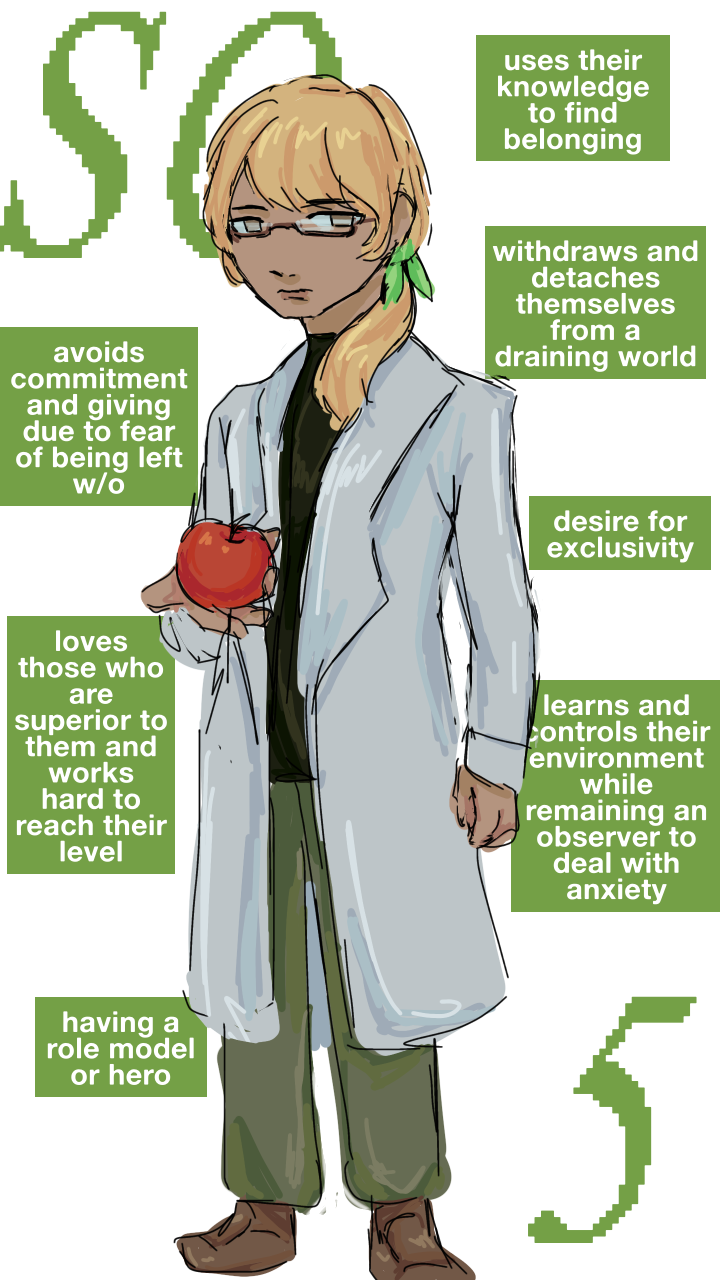 SO
uses their
knowledge
to find
belonging
withdraws and
detaches
themselves
from a
draining world
avoids
commitment
and giving
due to fear
of being left
w/o
desire for
exclusivity
loves
those who
are
superior to
them and
works
hard to
reach their
level
learns and
controls their
environment
while
remaining an
observer to
deal with
anxiety
having a
role model
or hero
5